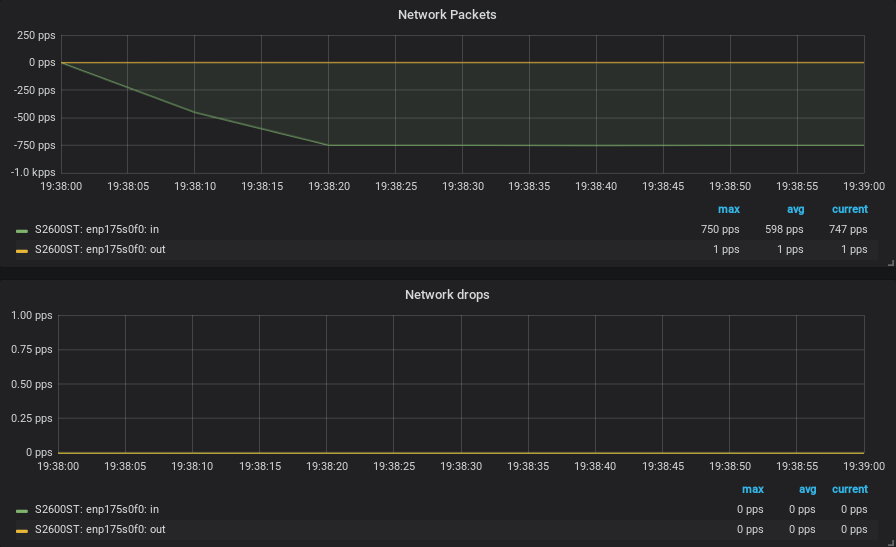 Network Packets
250 pps
0 pps
-250 pps
-500 pps
-750 pps
-1.0 kpps
19:38:00 19:38:05 19:38:10 19:38:15 19:38:20 19:38:25 19:38:30 19:38:35 19:38:40 19:38:45 19:38:50 19:38:55 19:39:00
max avg current
S2600ST: enp175s0f0: in 750 pps 598 pps 747 pps
S2600ST: enp175s0f0: out 1 pps 1 pps 1 pps
Network drops
1.00 pps
0.75 pps
0.50 pps
0.25 pps
0 pps
19:38:00 19:38:05 19:38:10 19:38:15 19:38:20 19:38:25 19:38:30 19:38:35 19:38:40 19:38:45 19:38:50 19:38:55 19:39:00
max avg current
S2600ST: enp175s0f0: in 0 pps 0 pps 0 pps
S2600ST: enp175s0f0: out 0 pps 0 pps 0 pps